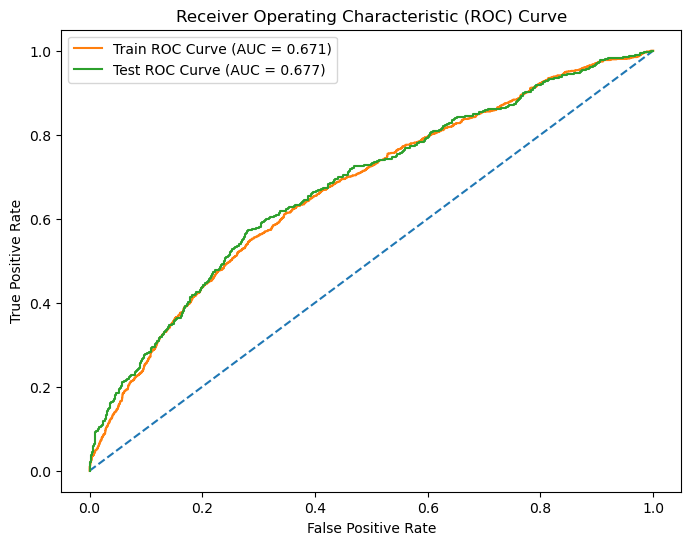 Receiver Operating Characteristic (ROC) Curve
Train ROC Curve (AUC = 0.671)
Test ROC Curve (AUC = 0.677)
True Positive Rate
1.0
0.8
0.6
0.4
0.2
0.0
0.0 0.2 0.4 0.6 0.8 1.0
False Positive Rate